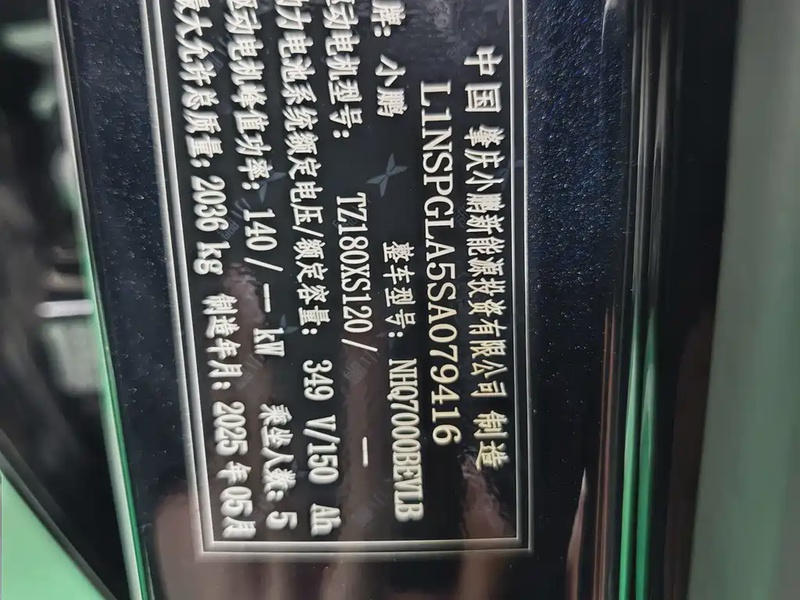 中国 肇庆小鹏新能源投资有限公司 制造
L1NSPGLA5SA079416
牌: 小鹏 整车型号: NHQ7000BEVLB
动电机型号: TZ180XS120 / —
力电池系统额定电压/额定容量: 349 V/150 Ah
驱动电机峰值功率: 140 / — kW 乘坐人数: 5
最大允许总质量: 2036 kg 制造年月: 2025 年 05 月